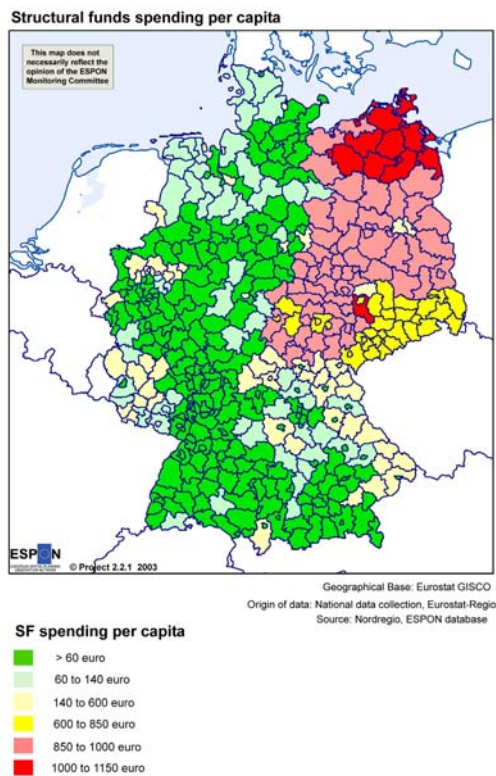 Structural funds spending per capita
This map does not
necessarily reflect the
opinion of the ESPON
Monitoring Committee
ESPON
© Project 2.2.1 2003
Geographical Base: Eurostat GISCO
Origin of data: National data collection, Eurostat-Regio
Source: Nordregio, ESPON database
SF spending per capita
> 60 euro
60 to 140 euro
140 to 600 euro
600 to 850 euro
850 to 1000 euro
1000 to 1150 euro